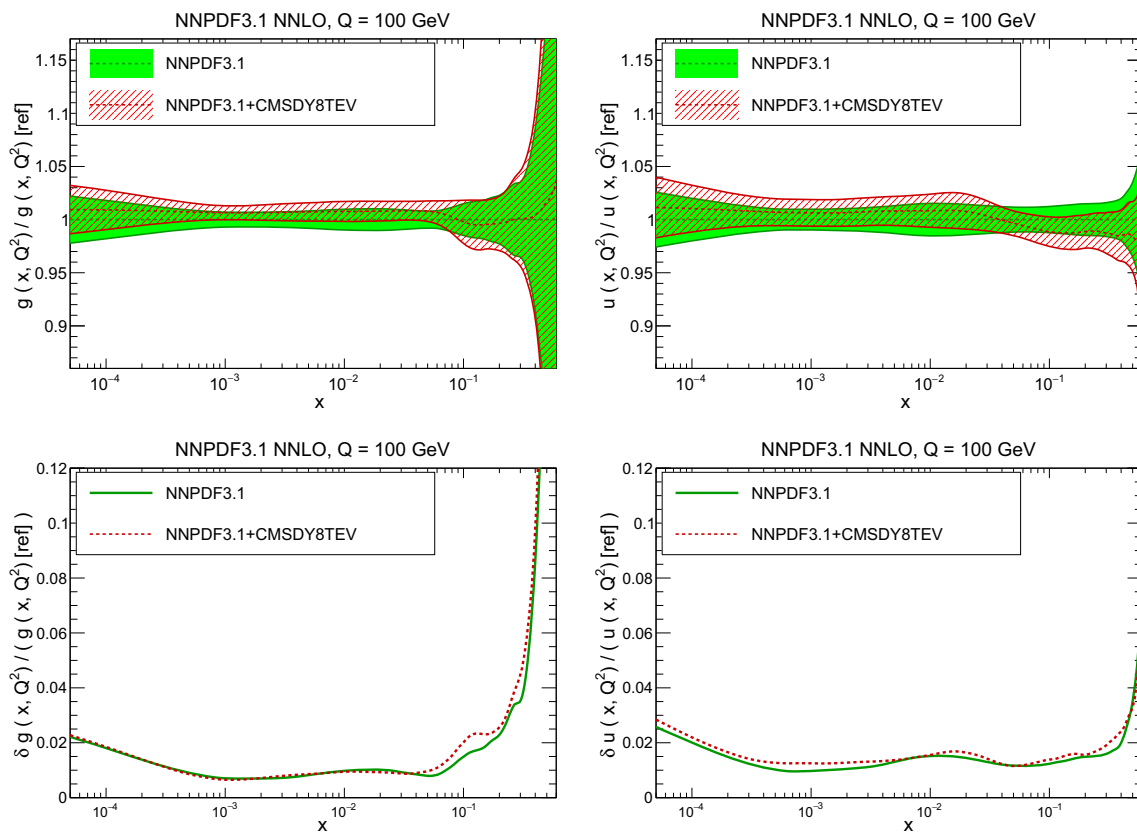 NNPDF3.1 NNLO, Q = 100 GeV
g ( x, Q²) / g ( x, Q²) [ref]
1.15
1.1
1.05
1
0.95
0.9
NNPDF3.1
NNPDF3.1+CMSDY8TEV
10⁻⁴ 10⁻³ 10⁻² 10⁻¹
x
NNPDF3.1 NNLO, Q = 100 GeV
u ( x, Q²) / u ( x, Q²) [ref]
1.15
1.1
1.05
1
0.95
0.9
NNPDF3.1
NNPDF3.1+CMSDY8TEV
10⁻⁴ 10⁻³ 10⁻² 10⁻¹
x
NNPDF3.1 NNLO, Q = 100 GeV
δ g ( x, Q²) / ( g ( x, Q²) [ref] )
0.12
0.1
0.08
0.06
0.04
0.02
0
NNPDF3.1
NNPDF3.1+CMSDY8TEV
10⁻⁴ 10⁻³ 10⁻² 10⁻¹
x
NNPDF3.1 NNLO, Q = 100 GeV
δ u ( x, Q²) / ( u ( x, Q²) [ref] )
0.12
0.1
0.08
0.06
0.04
0.02
0
NNPDF3.1
NNPDF3.1+CMSDY8TEV
10⁻⁴ 10⁻³ 10⁻² 10⁻¹
x